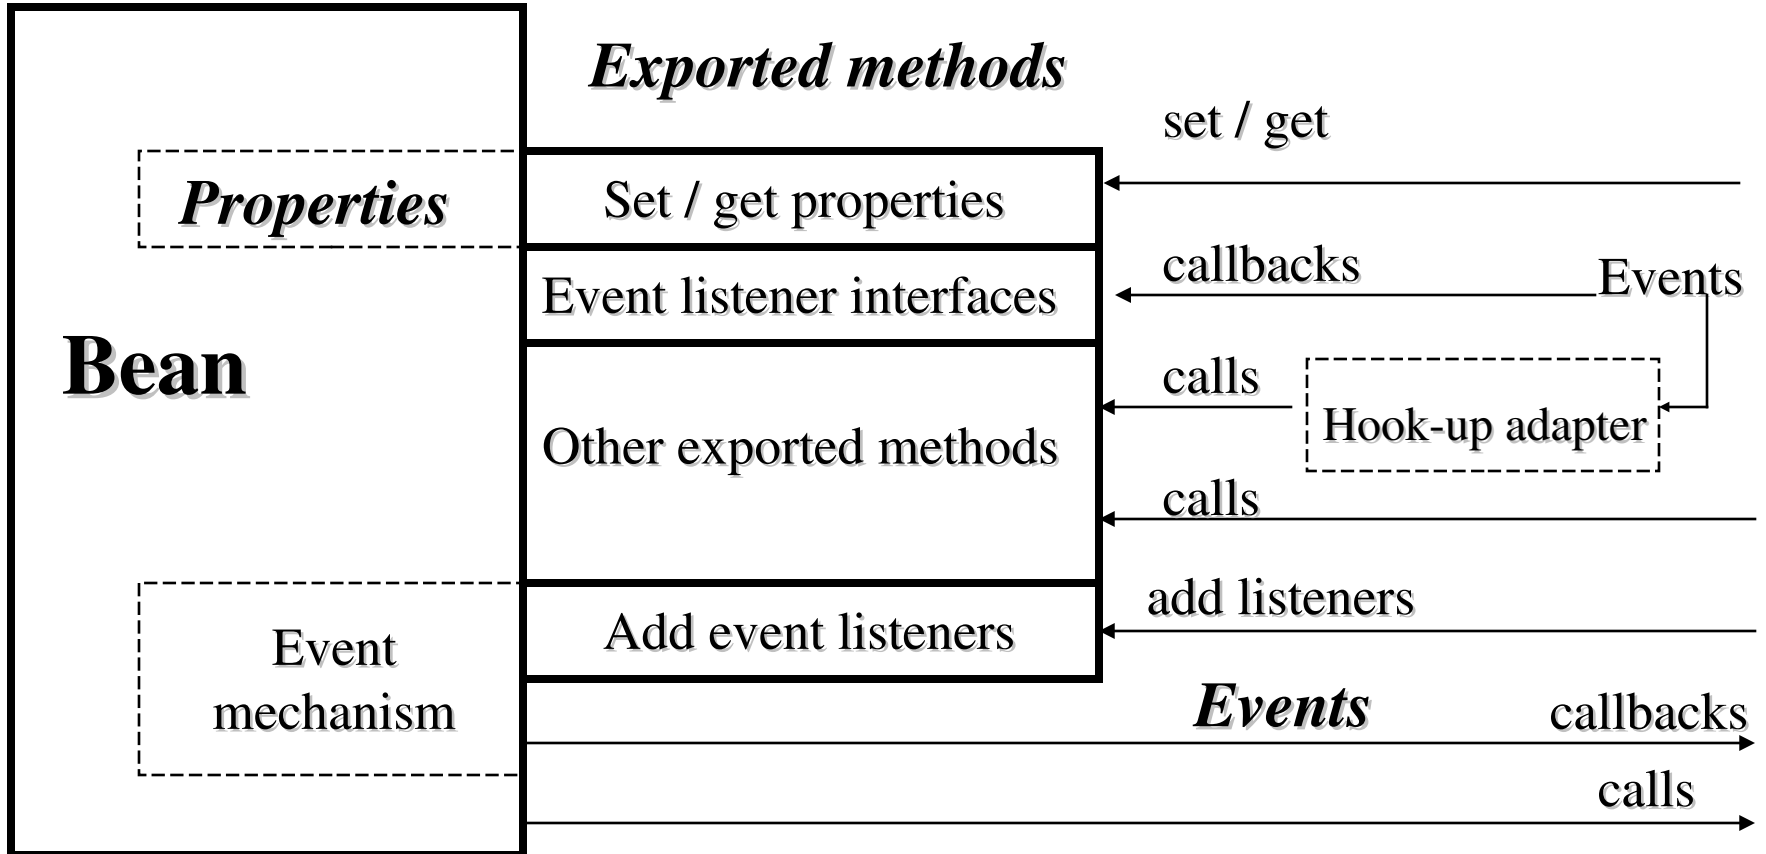 Exported methods
set / get
Properties
Set / get properties
callbacks
Events
Event listener interfaces
Bean
calls
Hook-up adapter
Other exported methods
calls
add listeners
Add event listeners
Event
mechanism
Events
callbacks
calls